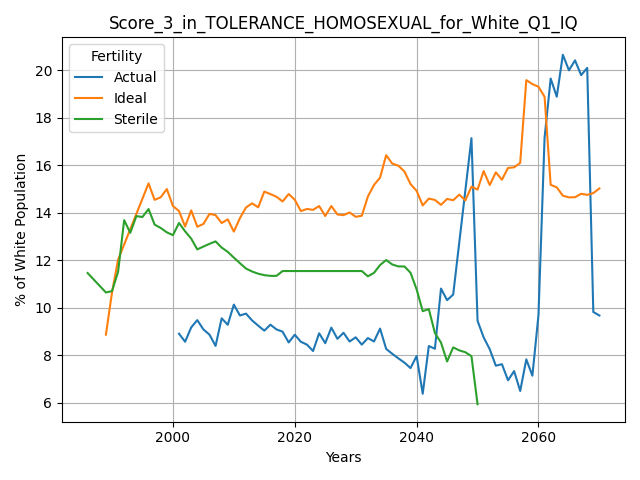 Score_3_in_TOLERANCE_HOMOSEXUAL_for_White_Q1_IQ
Fertility
Actual
Ideal
Sterile
% of White Population
20
18
16
14
12
10
8
6
2000 2020 2040 2060
Years